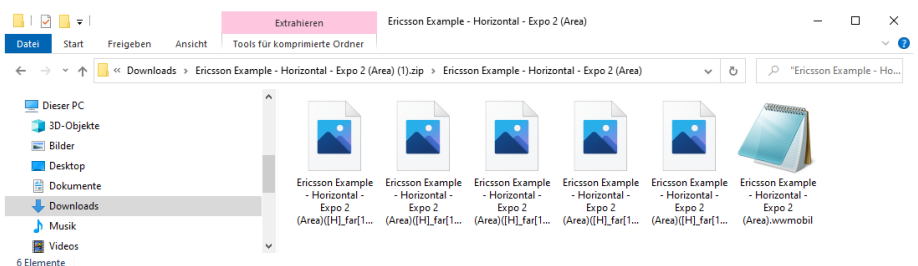 Extrahieren
Ericsson Example - Horizontal - Expo 2 (Area)
Datei
Start
Freigeben
Ansicht
Tools für komprimierte Ordner
« Downloads › Ericsson Example - Horizontal - Expo 2 (Area) (1).zip › Ericsson Example - Horizontal - Expo 2 (Area)
"Ericsson Example - Ho...
Dieser PC
3D-Objekte
Bilder
Desktop
Dokumente
Downloads
Musik
Videos
Ericsson Example
- Horizontal -
Expo 2
(Area)([H]_far[1...
Ericsson Example
- Horizontal -
Expo 2
(Area)([H]_far[1...
Ericsson Example
- Horizontal -
Expo 2
(Area)([H]_far[1...
Ericsson Example
- Horizontal -
Expo 2
(Area)([H]_far[1...
Ericsson Example
- Horizontal -
Expo 2
(Area)([H]_far[1...
Ericsson Example
- Horizontal -
Expo 2
(Area).wwmobil
6 Elemente